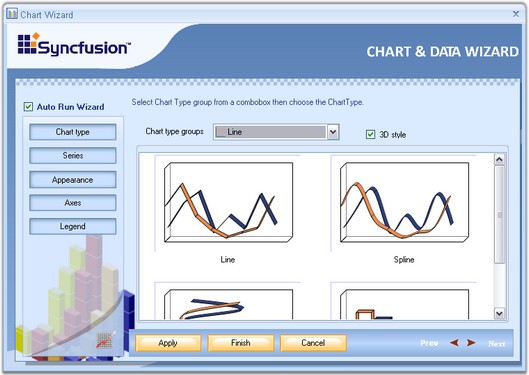 Chart Wizard
Syncfusion™
CHART & DATA WIZARD
Auto Run Wizard
Select Chart Type group from a combobox then choose the ChartType.
Chart type
Chart type groups
Line
3D style
Series
Appearance
Axes
Legend
Line
Spline
Apply
Finish
Cancel
Prev
Next